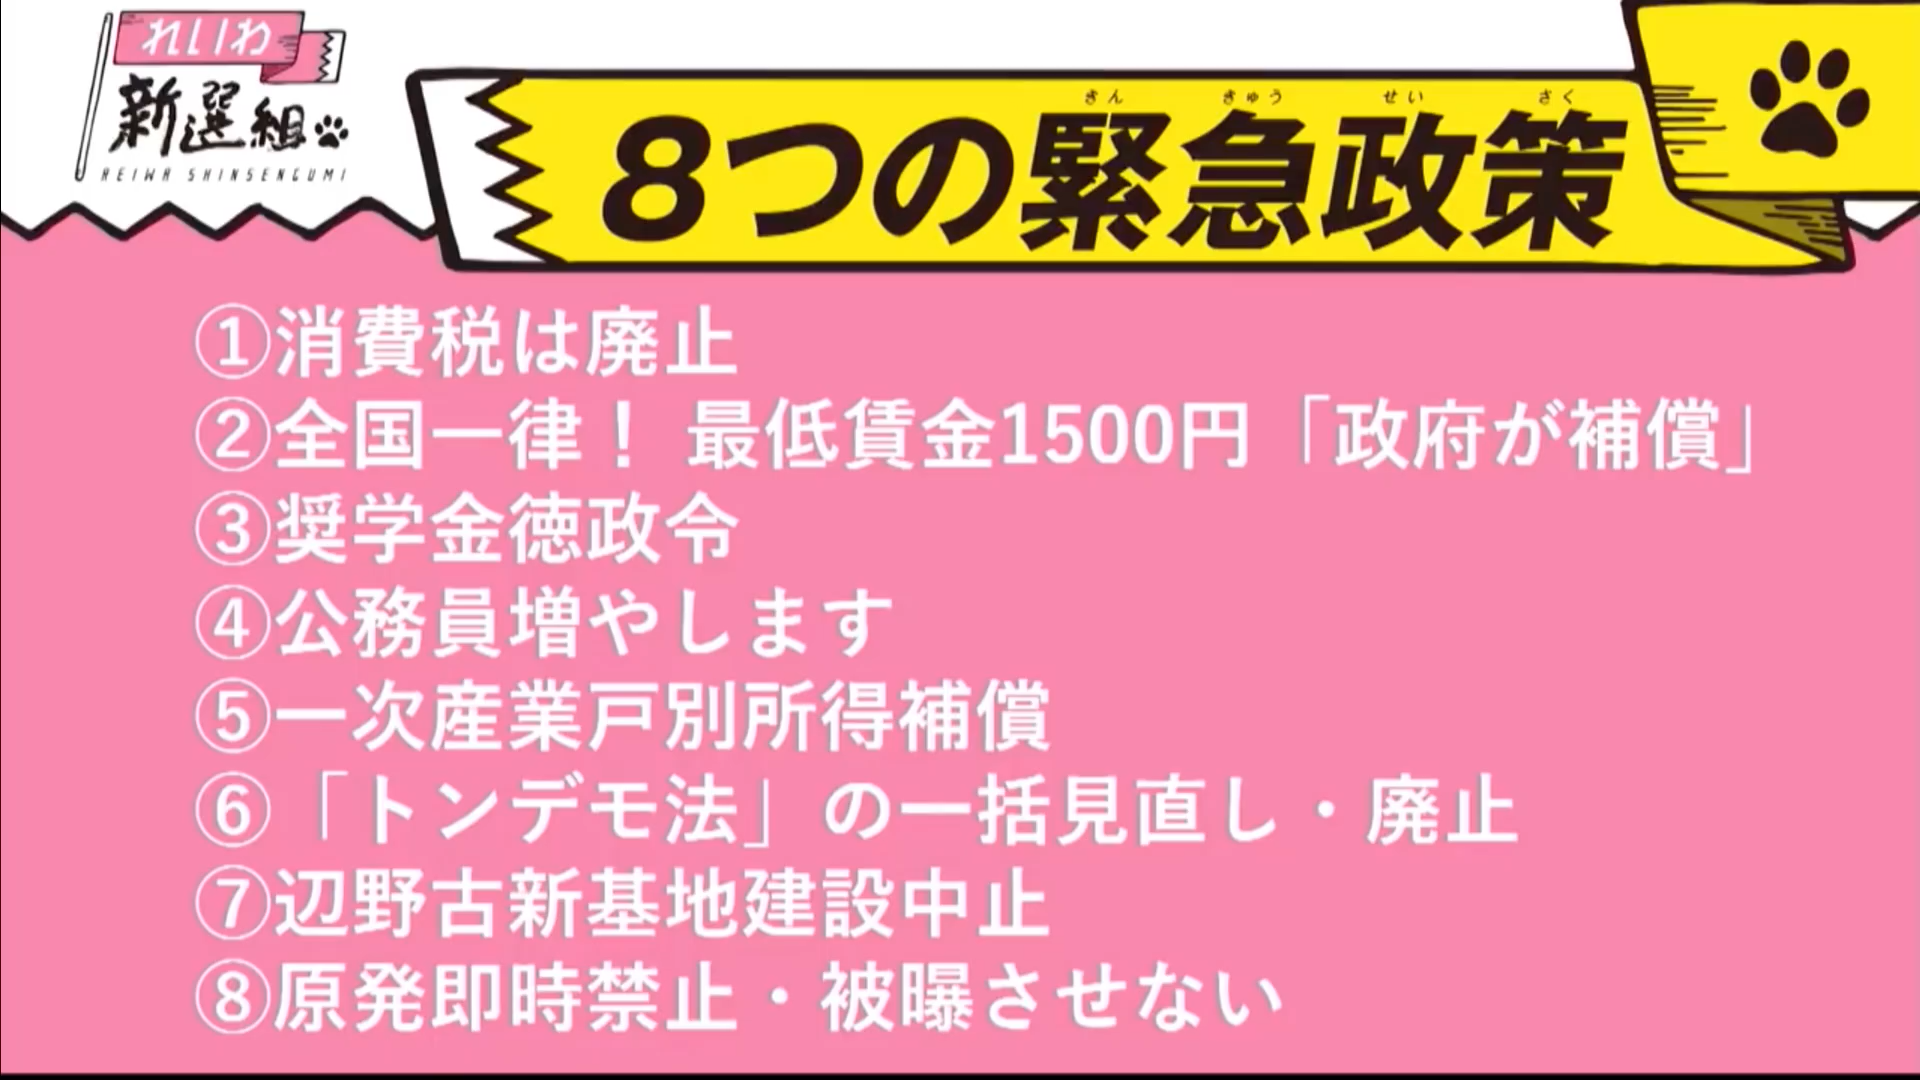 れいわ
新選組
REIWA SHINSENGUMI
きん きゅう せい さく
8つの緊急政策
①消費税は廃止
②全国一律！ 最低賃金1500円「政府が補償」
③奨学金徳政令
④公務員増やします
⑤一次産業戸別所得補償
⑥「トンデモ法」の一括見直し・廃止
⑦辺野古新基地建設中止
⑧原発即時禁止・被曝させない